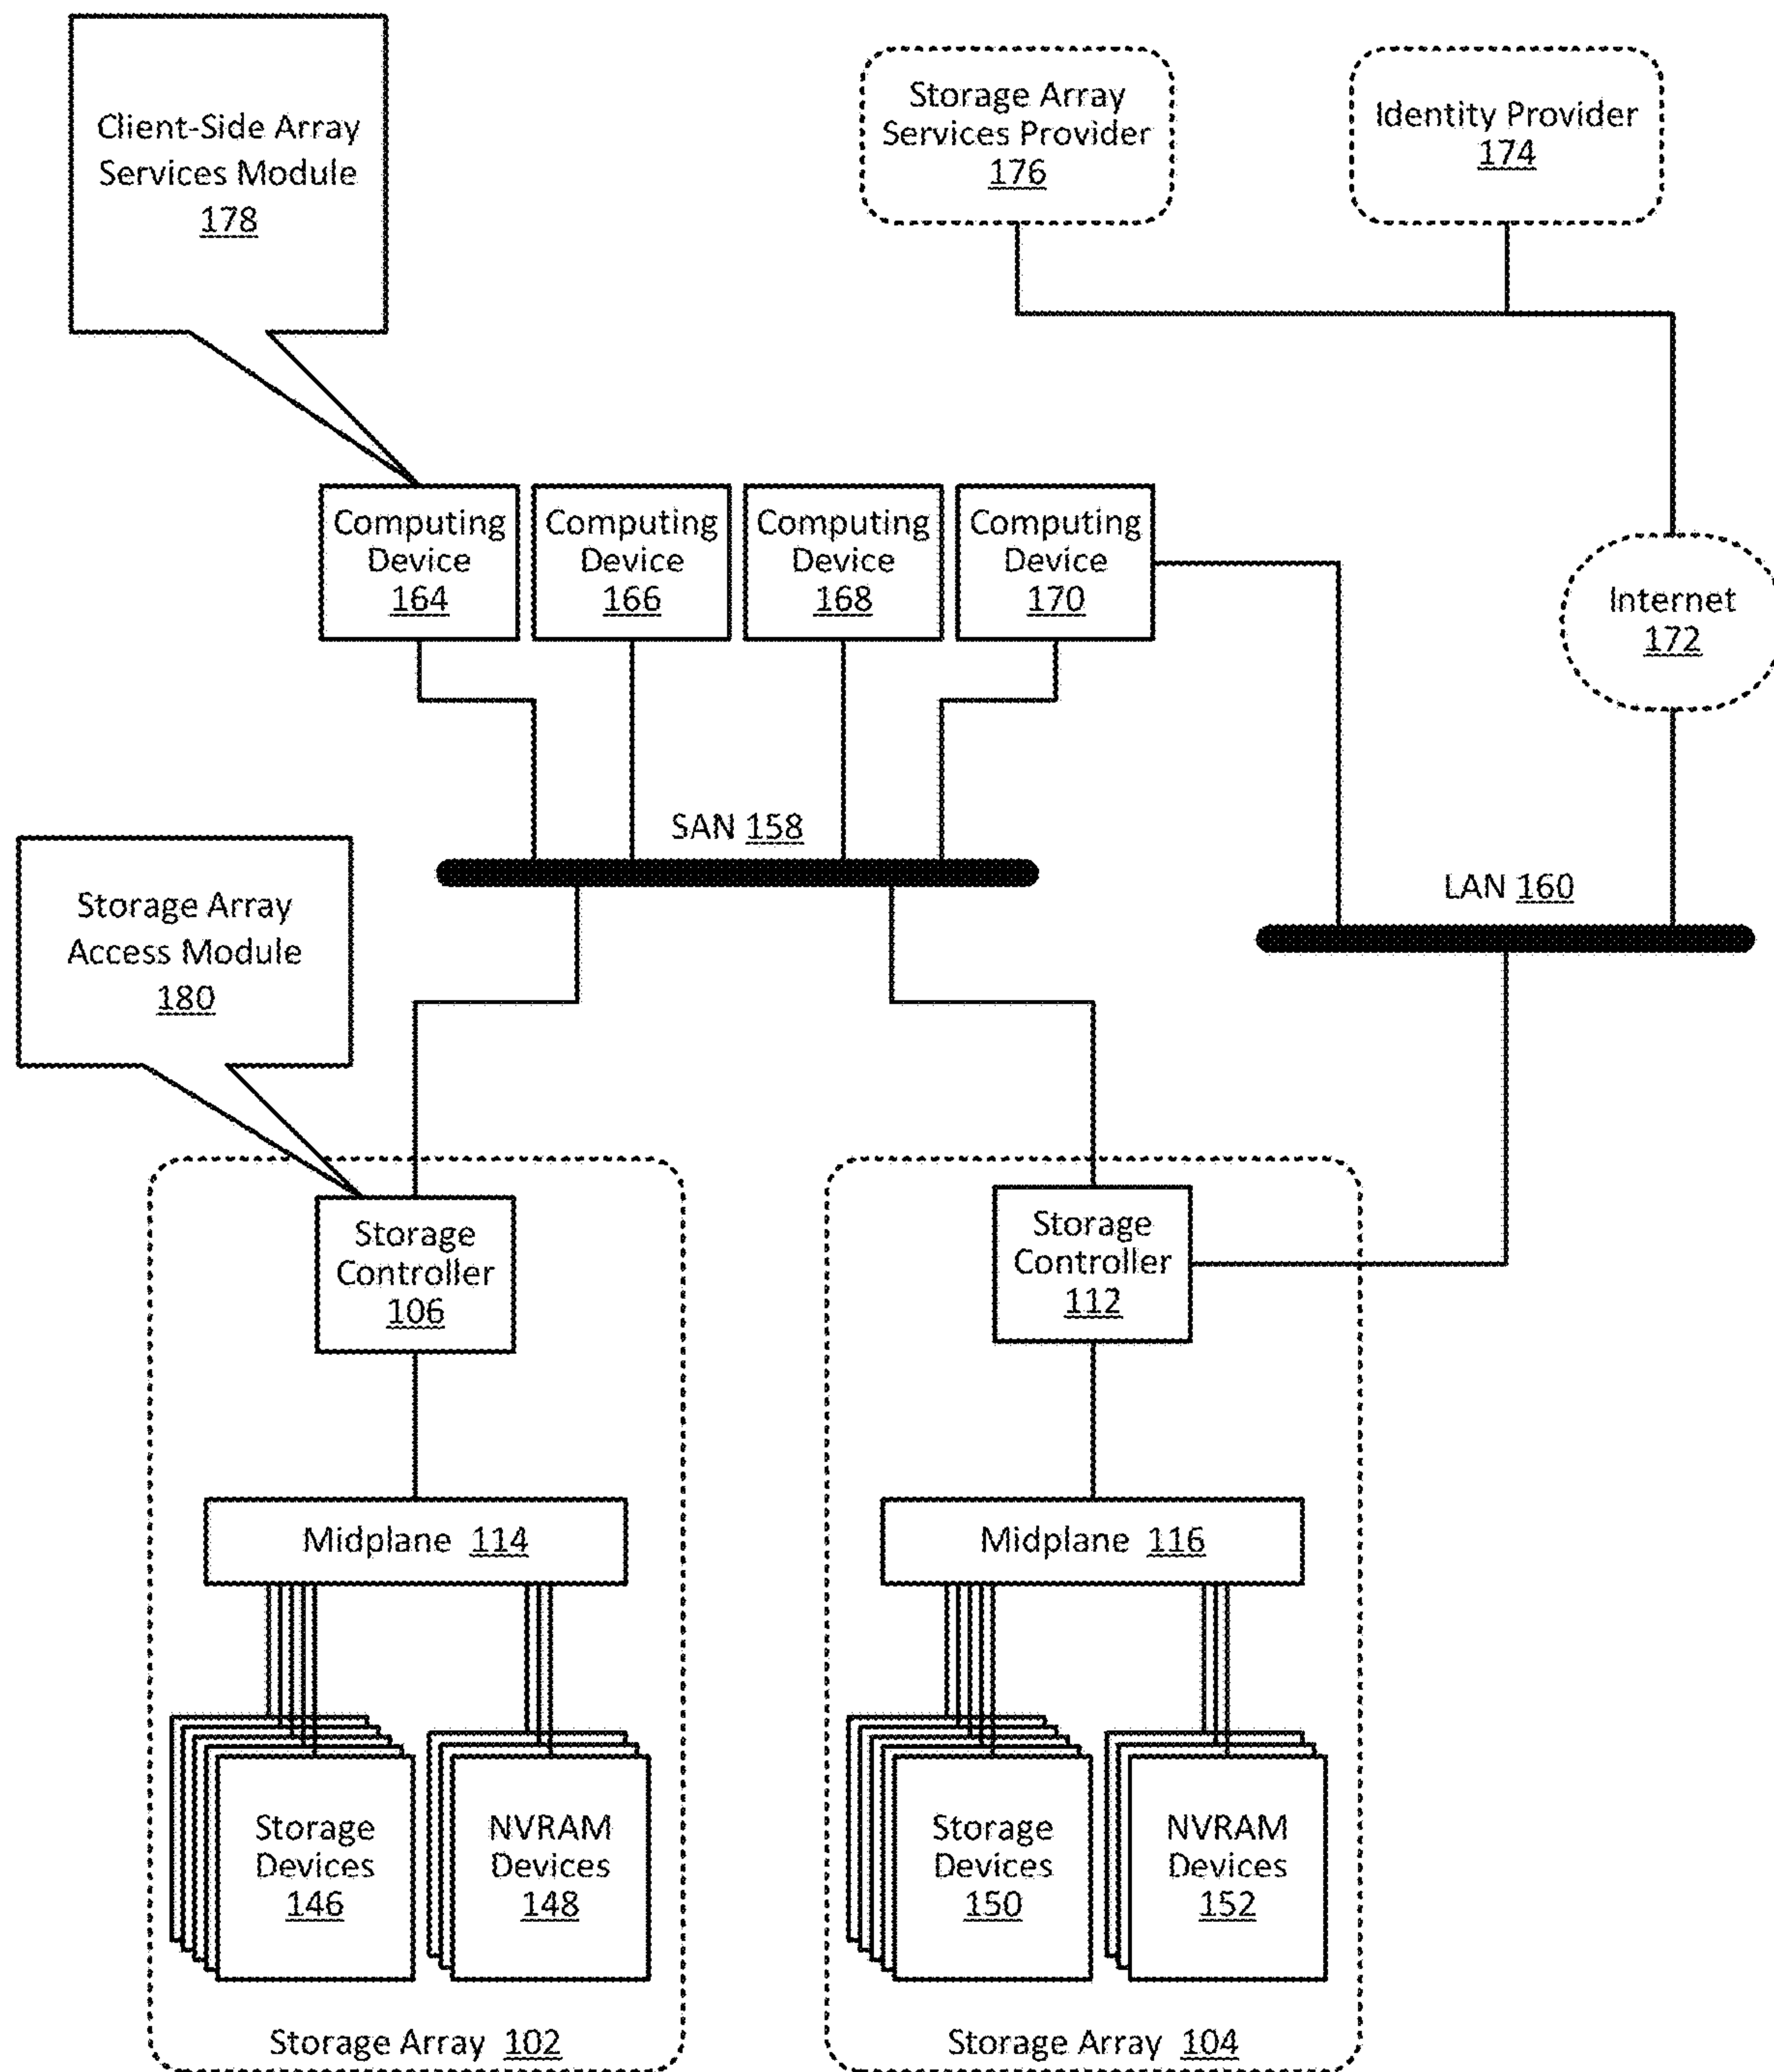 Client-Side Array
Services Module
178
Storage Array
Services Provider
176
Identity Provider
174
Computing
Device
164
Computing
Device
166
Computing
Device
168
Computing
Device
170
Internet
172
SAN 158
LAN 160
Storage Array
Access Module
180
Storage
Controller
106
Storage
Controller
112
Midplane 114
Midplane 116
Storage
Devices
146
NVRAM
Devices
148
Storage
Devices
150
NVRAM
Devices
152
Storage Array 102
Storage Array 104